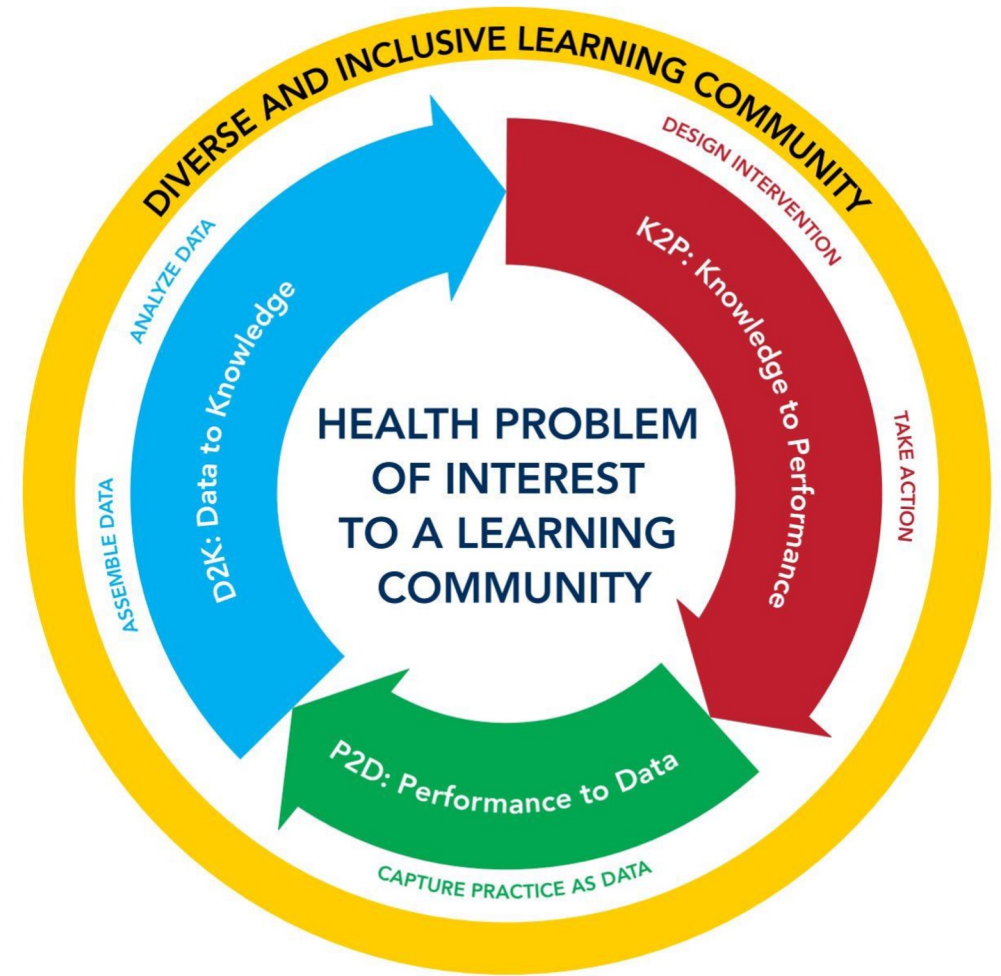 DIVERSE AND INCLUSIVE LEARNING COMMUNITY
DESIGN INTERVENTION
K2P: Knowledge to Performance
TAKE ACTION
P2D: Performance to Data
CAPTURE PRACTICE AS DATA
D2K: Data to Knowledge
ASSEMBLE DATA
ANALYZE DATA
HEALTH PROBLEM
OF INTEREST
TO A LEARNING
COMMUNITY